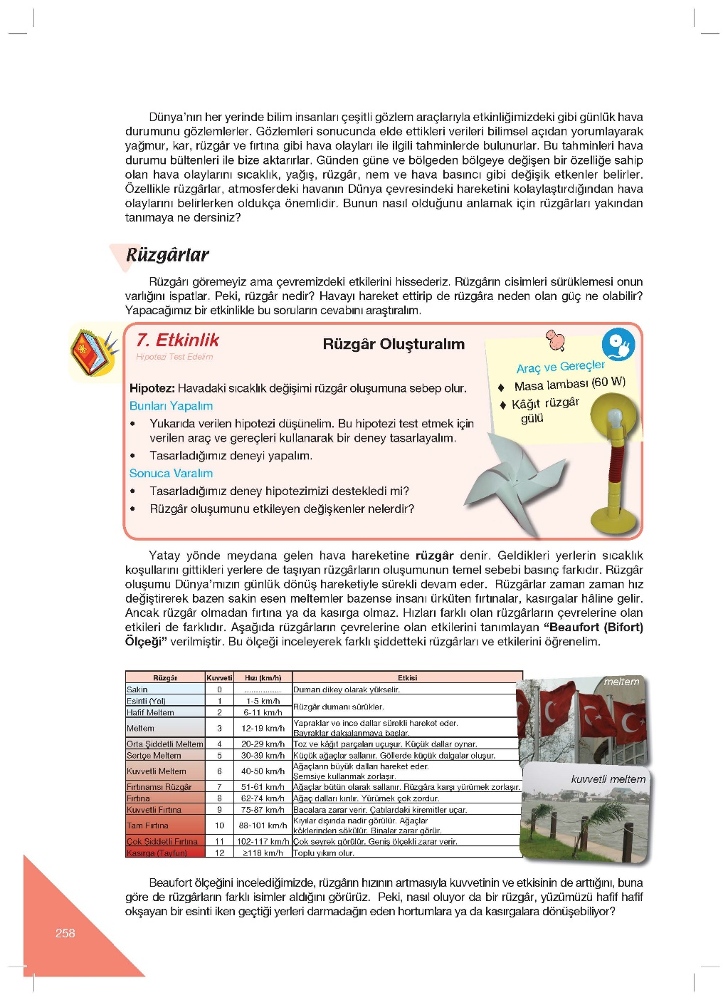 Dünya’nın her yerinde bilim insanları çeşitli gözlem araçlarıyla etkinliğimizdeki gibi günlük hava
durumunu gözlemlerler. Gözlemleri sonucunda elde ettikleri verileri bilimsel açıdan yorumlayarak
yağmur, kar, rüzgâr ve fırtına gibi hava olayları ile ilgili tahminlerde bulunurlar. Bu tahminleri hava
durumu bültenleri ile bize aktarırlar. Günden güne ve bölgeden bölgeye değişen bir özelliğe sahip
olan hava olaylarını sıcaklık, yağış, rüzgâr, nem ve hava basıncı gibi değişik etkenler belirler.
Özellikle rüzgârlar, atmosferdeki havanın Dünya çevresindeki hareketini kolaylaştırdığından hava
olaylarını belirlerken oldukça önemlidir. Bunun nasıl olduğunu anlamak için rüzgârları yakından
tanımaya ne dersiniz?
Rüzgârlar
Rüzgârı göremeyiz ama çevremizdeki etkilerini hissederiz. Rüzgârın cisimleri sürüklemesi onun
varlığını ispatlar. Peki, rüzgâr nedir? Havayı hareket ettirip de rüzgâra neden olan güç ne olabilir?
Yapacağımız bir etkinlikle bu soruların cevabını araştıralım.
7. Etkinlik
Hipotezi Test Edelim
Rüzgâr Oluşturalım
Araç ve Gereçler
♦ Masa lambası (60 W)
♦ Kâğıt rüzgâr
gülü
Hipotez: Havadaki sıcaklık değişimi rüzgâr oluşumuna sebep olur.
Bunları Yapalım
• Yukarıda verilen hipotezi düşünelim. Bu hipotezi test etmek için
verilen araç ve gereçleri kullanarak bir deney tasarlayalım.
• Tasarladığımız deneyi yapalım.
Sonuca Varalım
• Tasarladığımız deney hipotezimizi destekledi mi?
• Rüzgâr oluşumunu etkileyen değişkenler nelerdir?
Yatay yönde meydana gelen hava hareketine rüzgâr denir. Geldikleri yerlerin sıcaklık
koşullarını gittikleri yerlere de taşıyan rüzgârların oluşumunun temel sebebi basınç farkıdır. Rüzgâr
oluşumu Dünya’mızın günlük dönüş hareketiyle sürekli devam eder. Rüzgârlar zaman zaman hız
değiştirerek bazen sakin esen meltemler bazense insanı ürküten fırtınalar, kasırgalar hâline gelir.
Ancak rüzgâr olmadan fırtına ya da kasırga olmaz. Hızları farklı olan rüzgârların çevrelerine olan
etkileri de farklıdır. Aşağıda rüzgârların çevrelerine olan etkilerini tanımlayan “Beaufort (Bifort)
Ölçeği” verilmiştir. Bu ölçeği inceleyerek farklı şiddetteki rüzgârları ve etkilerini öğrenelim.
Rüzgâr Kuvveti Hızı (km/h) Etkisi
Sakin 0 ................ Duman dikey olarak yükselir.
Esinti (Yel) 1 1-5 km/h
Rüzgâr dumanı sürükler.
Hafif Meltem 2 6-11 km/h
Meltem 3 12-19 km/h Yapraklar ve ince dallar sürekli hareket eder.
Bayraklar dalgalanmaya başlar.
Orta Şiddetli Meltem 4 20-29 km/h Toz ve kâğıt parçaları uçuşur. Küçük dallar oynar.
Sertçe Meltem 5 30-39 km/h Küçük ağaçlar sallanır. Göllerde küçük dalgalar oluşur.
Kuvvetli Meltem 6 40-50 km/h Ağaçların büyük dalları hareket eder.
Şemsiye kullanmak zorlaşır.
Fırtınamsı Rüzgâr 7 51-61 km/h Ağaçlar bütün olarak sallanır. Rüzgâra karşı yürümek zorlaşır.
Fırtına 8 62-74 km/h Ağaç dalları kırılır. Yürümek çok zordur.
Kuvvetli Fırtına 9 75-87 km/h Bacalara zarar verir. Çatılardaki kiremitler uçar.
Tam Fırtına 10 88-101 km/h Kıyılar dışında nadir görülür. Ağaçlar
köklerinden sökülür. Binalar zarar görür.
Çok Şiddetli Fırtına 11 102-117 km/h Çok seyrek görülür. Geniş ölçekli zarar verir.
Kasırga (Tayfun) 12 ≥118 km/h Toplu yıkım olur.
meltem
kuvvetli meltem
Beaufort ölçeğini incelediğimizde, rüzgârın hızının artmasıyla kuvvetinin ve etkisinin de arttığını, buna
göre de rüzgârların farklı isimler aldığını görürüz. Peki, nasıl oluyor da bir rüzgâr, yüzümüzü hafif hafif
okşayan bir esinti iken geçtiği yerleri darmadağın eden hortumlara ya da kasırgalara dönüşebiliyor?
258